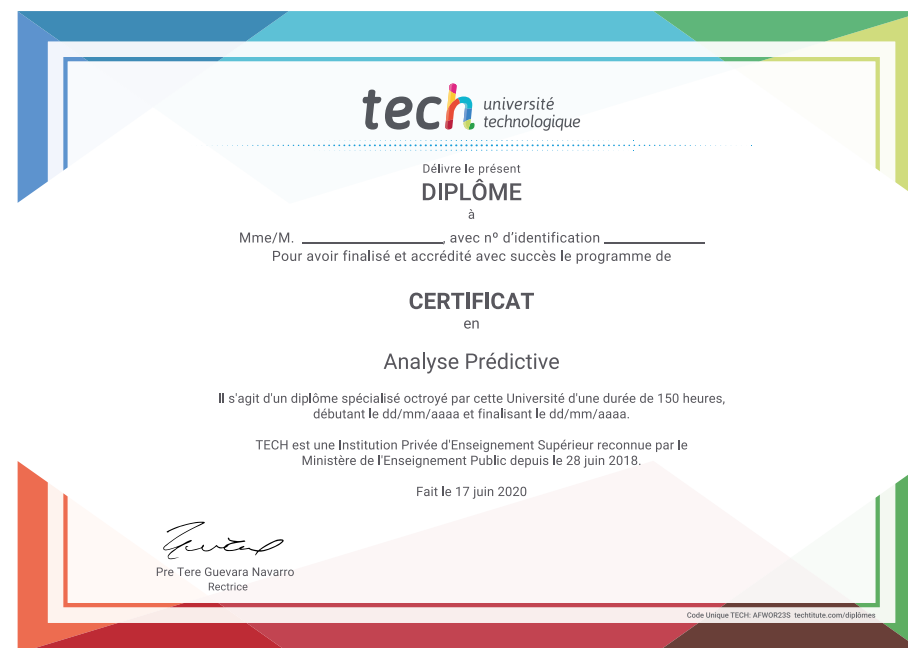 tech université
technologique
Délivre le présent
DIPLÔME
à
Mme/M. ____________________, avec nº d'identification ______________
Pour avoir finalisé et accrédité avec succès le programme de
CERTIFICAT
en
Analyse Prédictive
Il s'agit d'un diplôme spécialisé octroyé par cette Université d'une durée de 150 heures,
débutant le dd/mm/aaaa et finalisant le dd/mm/aaaa.
TECH est une Institution Privée d'Enseignement Supérieur reconnue par le
Ministère de l'Enseignement Public depuis le 28 juin 2018.
Fait le 17 juin 2020
Pre Tere Guevara Navarro
Rectrice
Code Unique TECH: AFWOR23S techtitute.com/diplômes